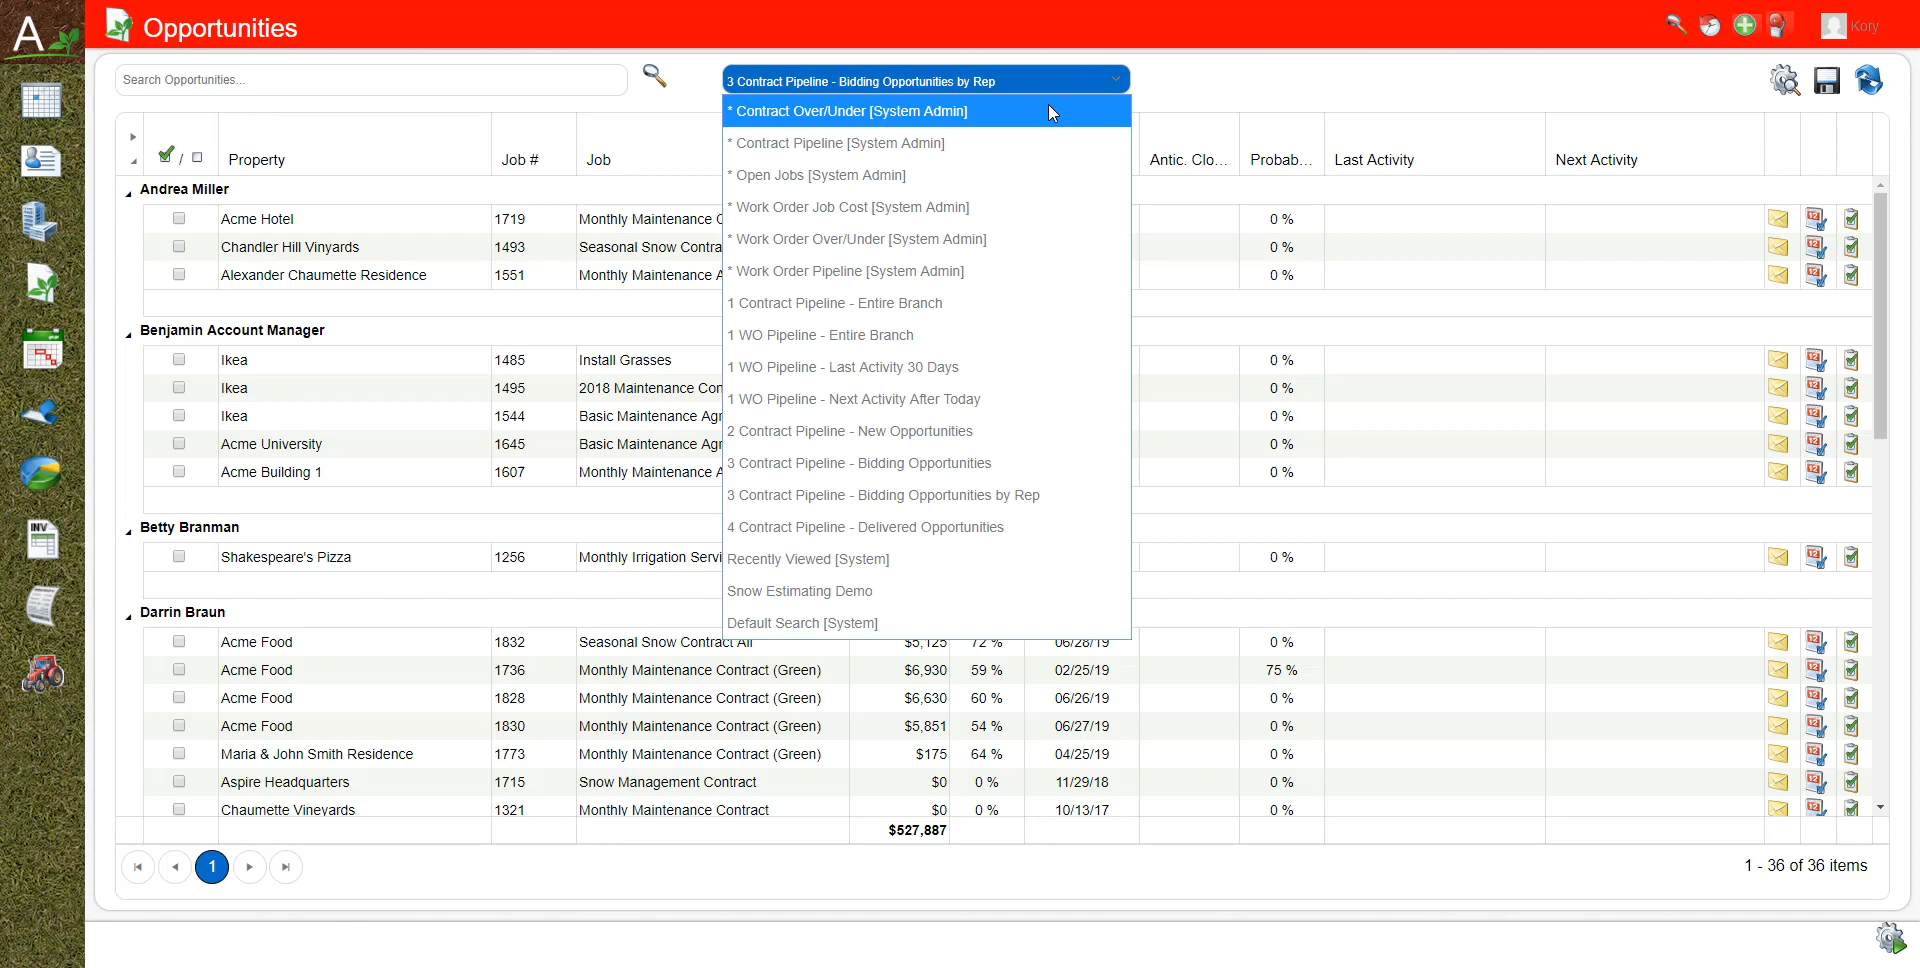 A
Opportunities
Kory
Search Opportunities...
3 Contract Pipeline - Bidding Opportunities by Rep
* Contract Over/Under [System Admin]
* Contract Pipeline [System Admin]
* Open Jobs [System Admin]
* Work Order Job Cost [System Admin]
* Work Order Over/Under [System Admin]
* Work Order Pipeline [System Admin]
1 Contract Pipeline - Entire Branch
1 WO Pipeline - Entire Branch
1 WO Pipeline - Last Activity 30 Days
1 WO Pipeline - Next Activity After Today
2 Contract Pipeline - New Opportunities
3 Contract Pipeline - Bidding Opportunities
3 Contract Pipeline - Bidding Opportunities by Rep
4 Contract Pipeline - Delivered Opportunities
Recently Viewed [System]
Snow Estimating Demo
Default Search [System]
/ Property Job # Job Antic. Clo... Probab... Last Activity Next Activity
Andrea Miller
Acme Hotel 1719 Monthly Maintenance C 0 %
Chandler Hill Vinyards 1493 Seasonal Snow Contra 0 %
Alexander Chaumette Residence 1551 Monthly Maintenance A 0 %
Benjamin Account Manager
Ikea 1485 Install Grasses 0 %
Ikea 1495 2018 Maintenance Con 0 %
Ikea 1544 Basic Maintenance Agr 0 %
Acme University 1645 Basic Maintenance Agr 0 %
Acme Building 1 1607 Monthly Maintenance A 0 %
Betty Branman
Shakespeare's Pizza 1256 Monthly Irrigation Servi 0 %
Darrin Braun
Acme Food 1832 Seasonal Snow Contract All $5,125 72 % 06/28/19 0 %
Acme Food 1736 Monthly Maintenance Contract (Green) $6,930 59 % 02/25/19 75 %
Acme Food 1828 Monthly Maintenance Contract (Green) $6,630 60 % 06/26/19 0 %
Acme Food 1830 Monthly Maintenance Contract (Green) $5,851 54 % 06/27/19 0 %
Maria & John Smith Residence 1773 Monthly Maintenance Contract (Green) $175 64 % 04/25/19 0 %
Aspire Headquarters 1715 Snow Management Contract $0 0 % 11/29/18 0 %
Chaumette Vineyards 1321 Monthly Maintenance Contract $0 0 % 10/13/17 0 %
$527,887
1
1 - 36 of 36 items
INV